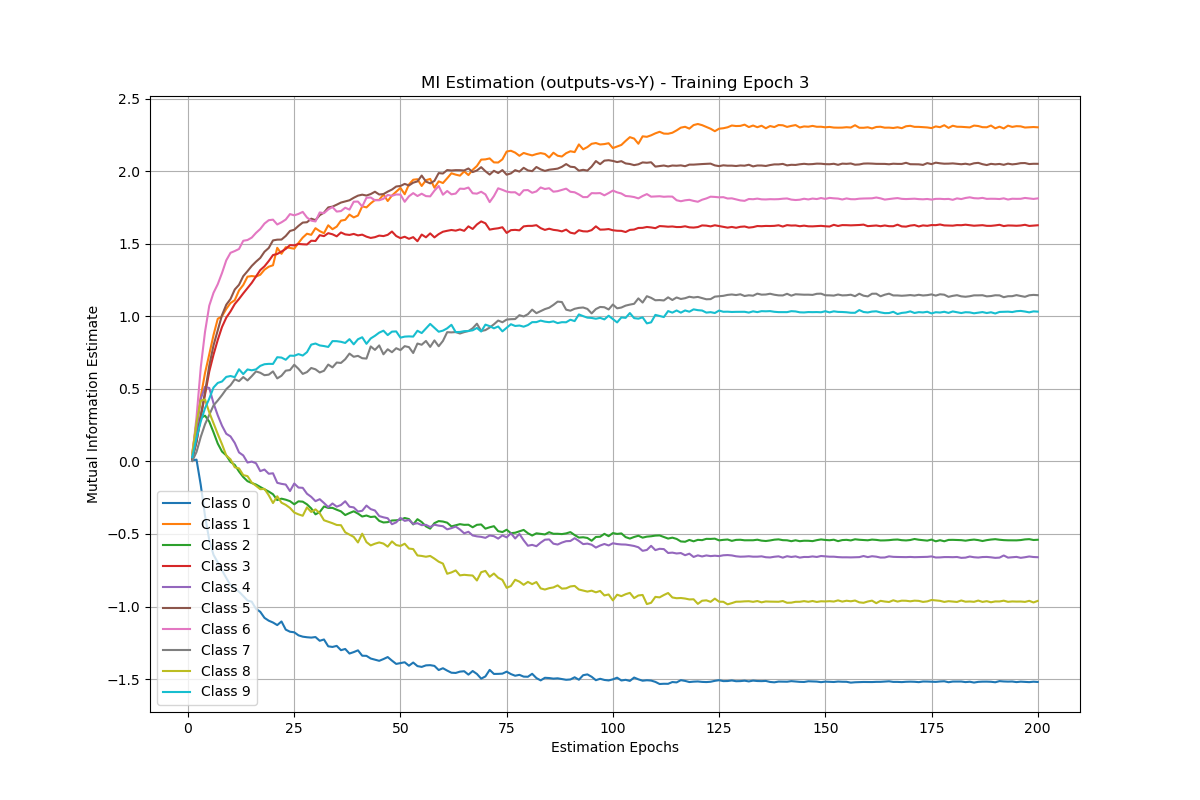 MI Estimation (outputs-vs-Y) - Training Epoch 3
Mutual Information Estimate
2.5
2.0
1.5
1.0
0.5
0.0
−0.5
−1.0
−1.5
Class 0
Class 1
Class 2
Class 3
Class 4
Class 5
Class 6
Class 7
Class 8
Class 9
0 25 50 75 100 125 150 175 200
Estimation Epochs